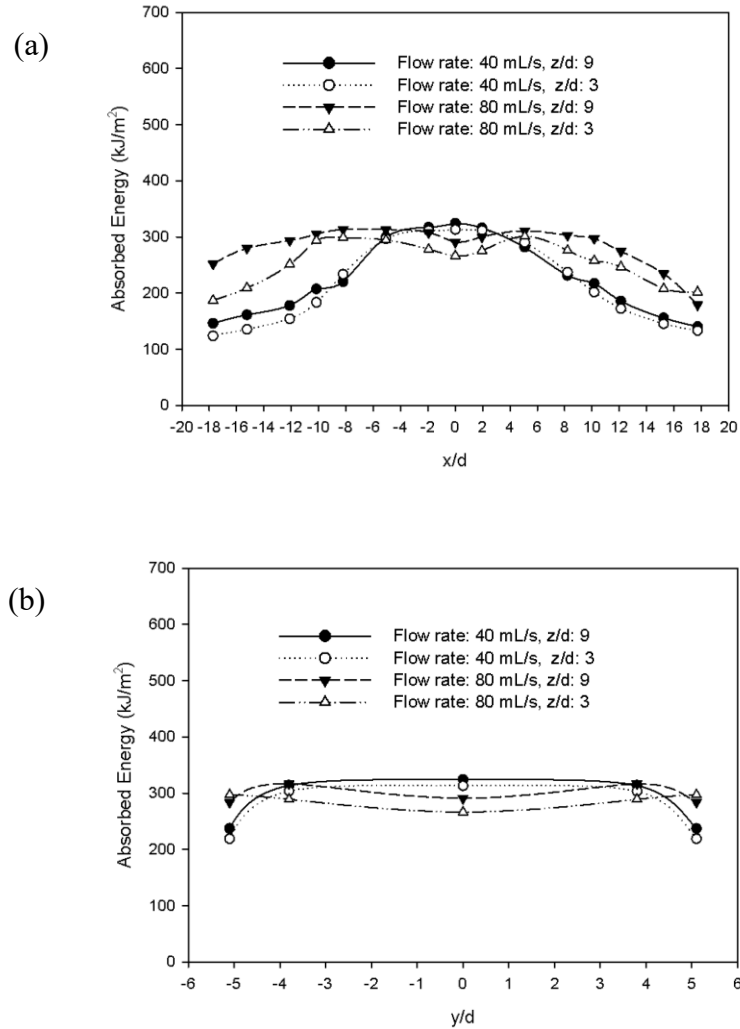 (a)
700
600
500
400
300
200
100
0
Absorbed Energy (kJ/m²)
Flow rate: 40 mL/s, z/d: 9
Flow rate: 40 mL/s, z/d: 3
Flow rate: 80 mL/s, z/d: 9
Flow rate: 80 mL/s, z/d: 3
-20 -18 -16 -14 -12 -10 -8 -6 -4 -2 0 2 4 6 8 10 12 14 16 18 20
x/d
(b)
700
600
500
400
300
200
100
0
Absorbed Energy (kJ/m²)
Flow rate: 40 mL/s, z/d: 9
Flow rate: 40 mL/s, z/d: 3
Flow rate: 80 mL/s, z/d: 9
Flow rate: 80 mL/s, z/d: 3
-6 -5 -4 -3 -2 -1 0 1 2 3 4 5 6
y/d